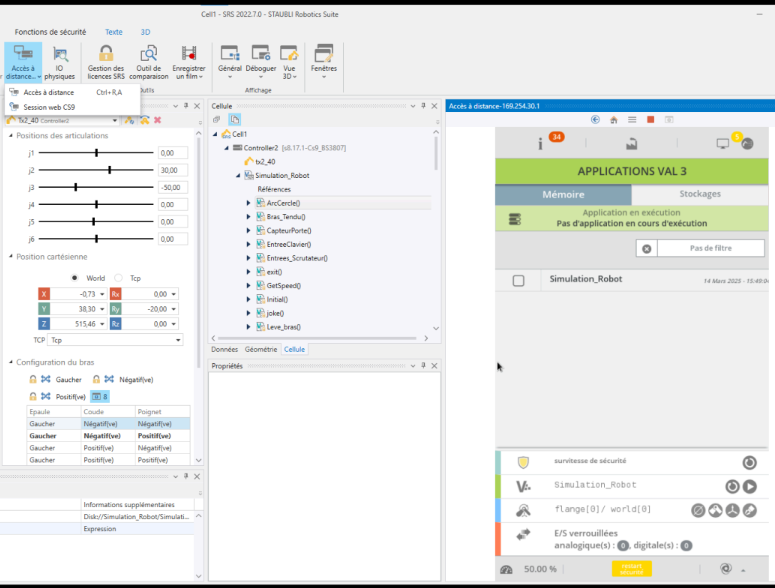 Cell1 - SRS 2022.7.0 - STAUBLI Robotics Suite
Fonctions de sécurité Texte 3D
Accès à distance... IO physiques Gestion des licences SRS Outil de comparaison Enregistrer un film Général Déboguer Vue 3D Fenêtres
Outils Affichage
Accès à distance Ctrl+R,A
Session web CS9
Tx2_40 Controller2
Positions des articulations
j1 0,00
j2 30,00
j3 -50,00
j4 0,00
j5 0,00
j6 0,00
Position cartésienne
World Tcp
X -0,73 Rx 0,00
Y 38,30 Ry -20,00
Z 515,46 Rz 0,00
TCP Tcp
Configuration du bras
Gaucher Négatif(ve)
Positif(ve) 8
Epaule Coude Poignet
Gaucher Négatif(ve) Négatif(ve)
Gaucher Négatif(ve) Positif(ve)
Gaucher Positif(ve) Négatif(ve)
Gaucher Positif(ve) Positif(ve)
Informations supplémentaires
Disk://Simulation_Robot/Simulati...
Expression
Cellule
Cell1
Controller2 [s8.17.1-Cs9_BS3807]
tx2_40
Simulation_Robot
Références
ArcCercle()
Bras_Tendu()
CapteurPorte()
EntreeClavier()
Entrees_Scrutateur()
exit()
GetSpeed()
Initial()
joke()
Leve_bras()
Données Géométrie Cellule
Propriétés
Accès à distance-169.254.30.1
34 5
APPLICATIONS VAL 3
Mémoire Stockages
Application en exécution
Pas d'application en cours d'exécution
Pas de filtre
Simulation_Robot 14 Mars 2023 - 15:49:0
survitesse de sécurité
Simulation_Robot
flange[0]/ world[0]
E/S verrouillées
analogique(s) : 0, digitale(s) : 0
50.00 %
restart
sécurité